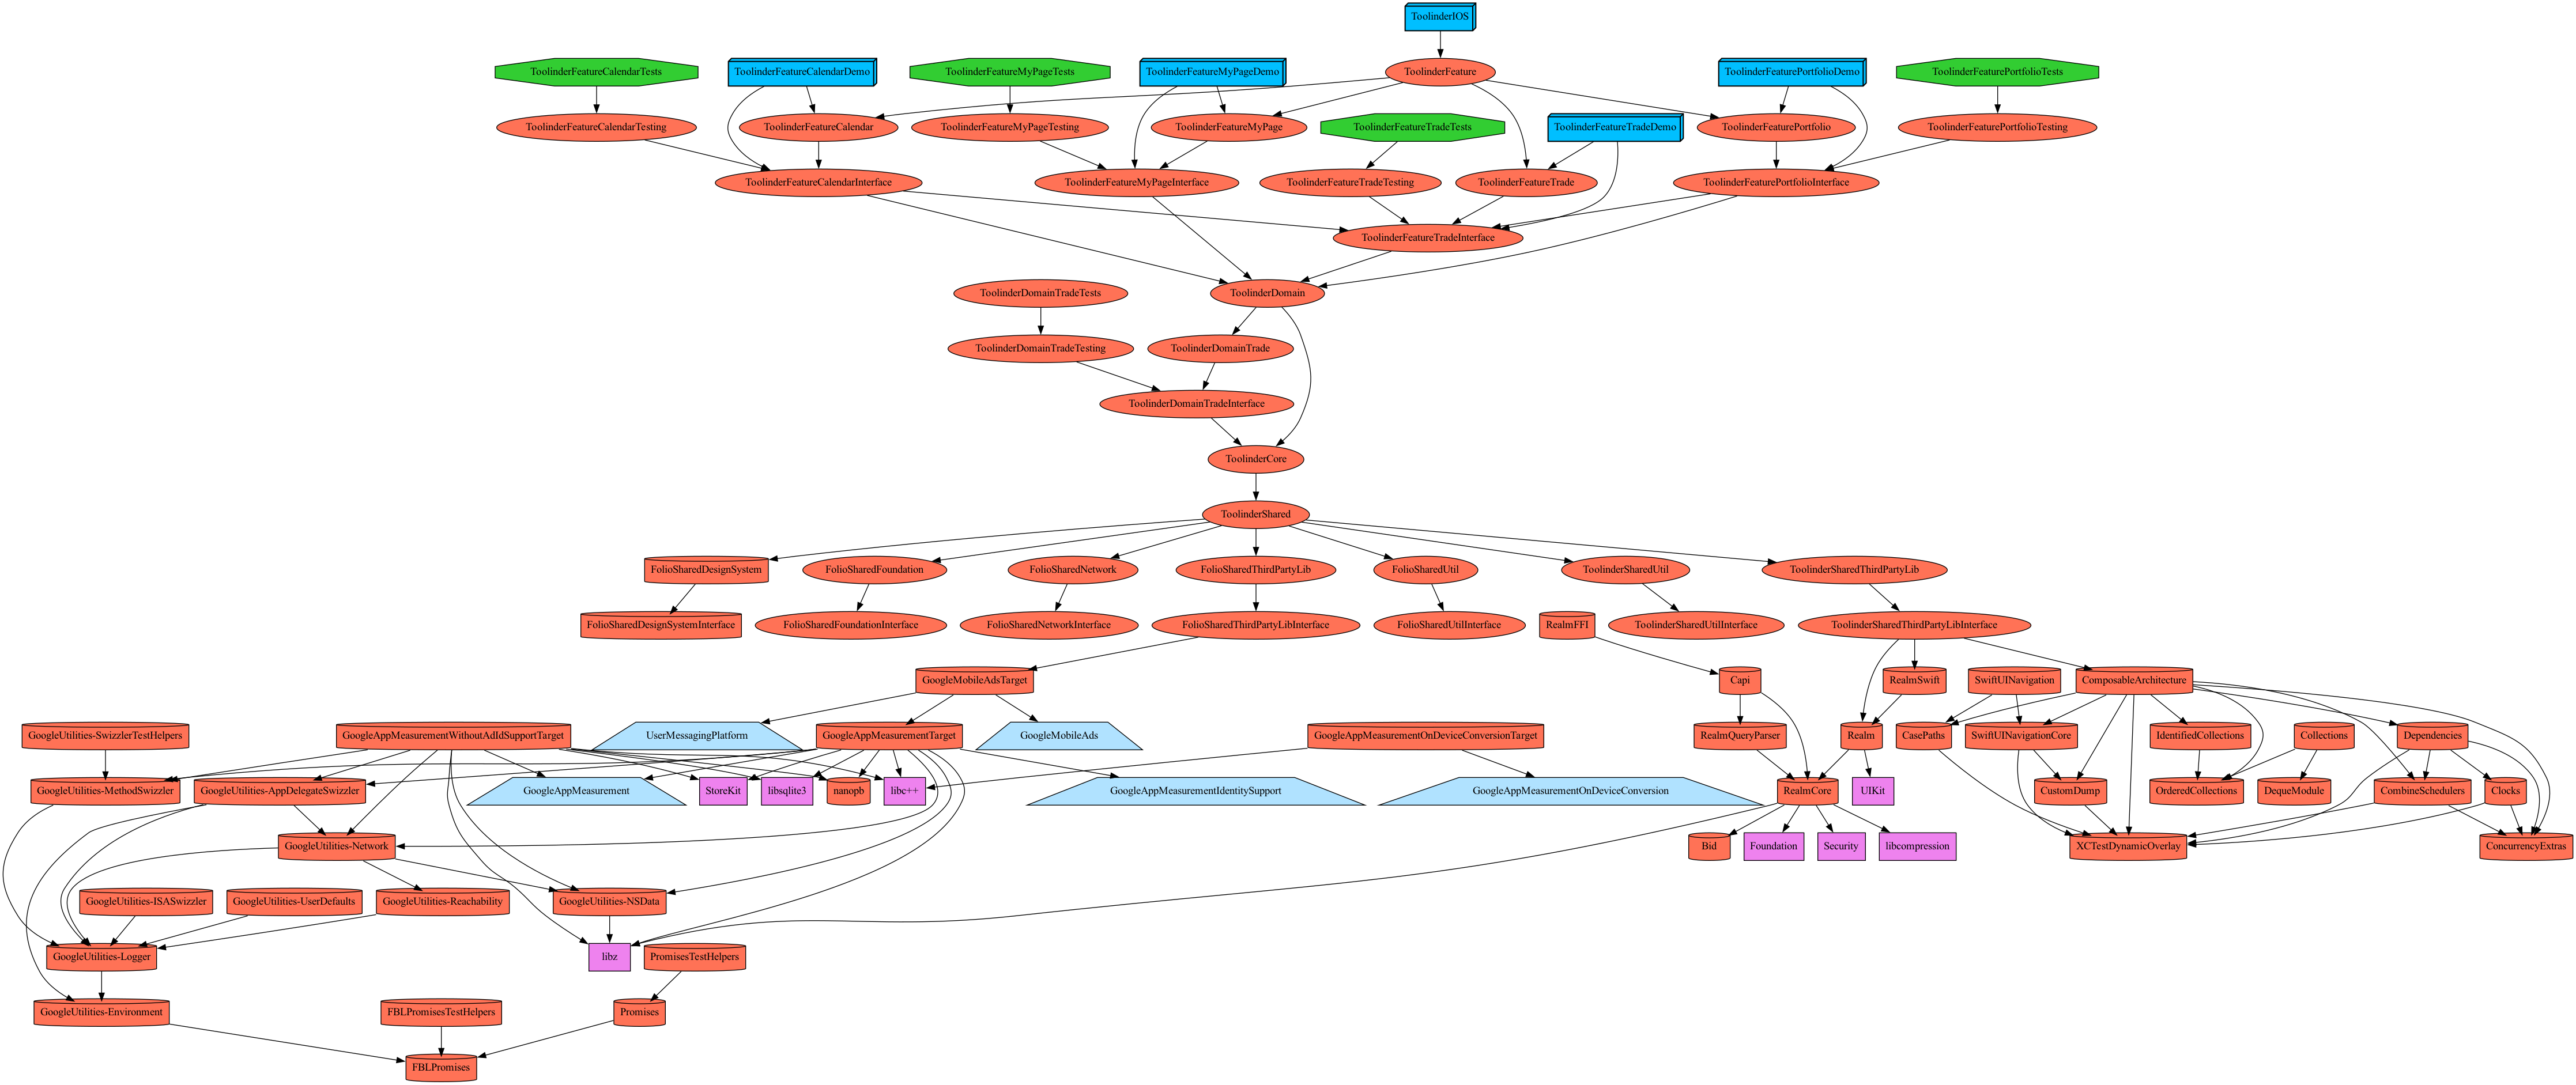 ToolinderIOS
ToolinderFeatureCalendarTests
ToolinderFeatureCalendarDemo
ToolinderFeatureMyPageTests
ToolinderFeatureMyPageDemo
ToolinderFeature
ToolinderFeaturePortfolioDemo
ToolinderFeaturePortfolioTests
ToolinderFeatureCalendarTesting
ToolinderFeatureCalendar
ToolinderFeatureMyPageTesting
ToolinderFeatureMyPage
ToolinderFeatureTradeTests
ToolinderFeatureTradeDemo
ToolinderFeaturePortfolio
ToolinderFeaturePortfolioTesting
ToolinderFeatureCalendarInterface
ToolinderFeatureMyPageInterface
ToolinderFeatureTradeTesting
ToolinderFeatureTrade
ToolinderFeaturePortfolioInterface
ToolinderFeatureTradeInterface
ToolinderDomainTradeTests
ToolinderDomain
ToolinderDomainTradeTesting
ToolinderDomainTrade
ToolinderDomainTradeInterface
ToolinderCore
ToolinderShared
FolioSharedDesignSystem
FolioSharedFoundation
FolioSharedNetwork
FolioSharedThirdPartyLib
FolioSharedUtil
ToolinderSharedUtil
ToolinderSharedThirdPartyLib
FolioSharedDesignSystemInterface
FolioSharedFoundationInterface
FolioSharedNetworkInterface
FolioSharedThirdPartyLibInterface
FolioSharedUtilInterface
RealmFFI
ToolinderSharedUtilInterface
ToolinderSharedThirdPartyLibInterface
GoogleMobileAdsTarget
Capi
RealmSwift
SwiftUINavigation
ComposableArchitecture
GoogleUtilities-SwizzlerTestHelpers
GoogleAppMeasurementWithoutAdIdSupportTarget
UserMessagingPlatform
GoogleAppMeasurementTarget
GoogleMobileAds
GoogleAppMeasurementOnDeviceConversionTarget
RealmQueryParser
Realm
CasePaths
SwiftUINavigationCore
IdentifiedCollections
Collections
Dependencies
GoogleUtilities-MethodSwizzler
GoogleUtilities-AppDelegateSwizzler
GoogleAppMeasurement
StoreKit
libsqlite3
nanopb
libc++
GoogleAppMeasurementIdentitySupport
GoogleAppMeasurementOnDeviceConversion
RealmCore
UIKit
CustomDump
OrderedCollections
DequeModule
CombineSchedulers
Clocks
GoogleUtilities-Network
Bid
Foundation
Security
libcompression
XCTestDynamicOverlay
ConcurrencyExtras
GoogleUtilities-ISASwizzler
GoogleUtilities-UserDefaults
GoogleUtilities-Reachability
GoogleUtilities-NSData
GoogleUtilities-Logger
libz
PromisesTestHelpers
GoogleUtilities-Environment
FBLPromisesTestHelpers
Promises
FBLPromises